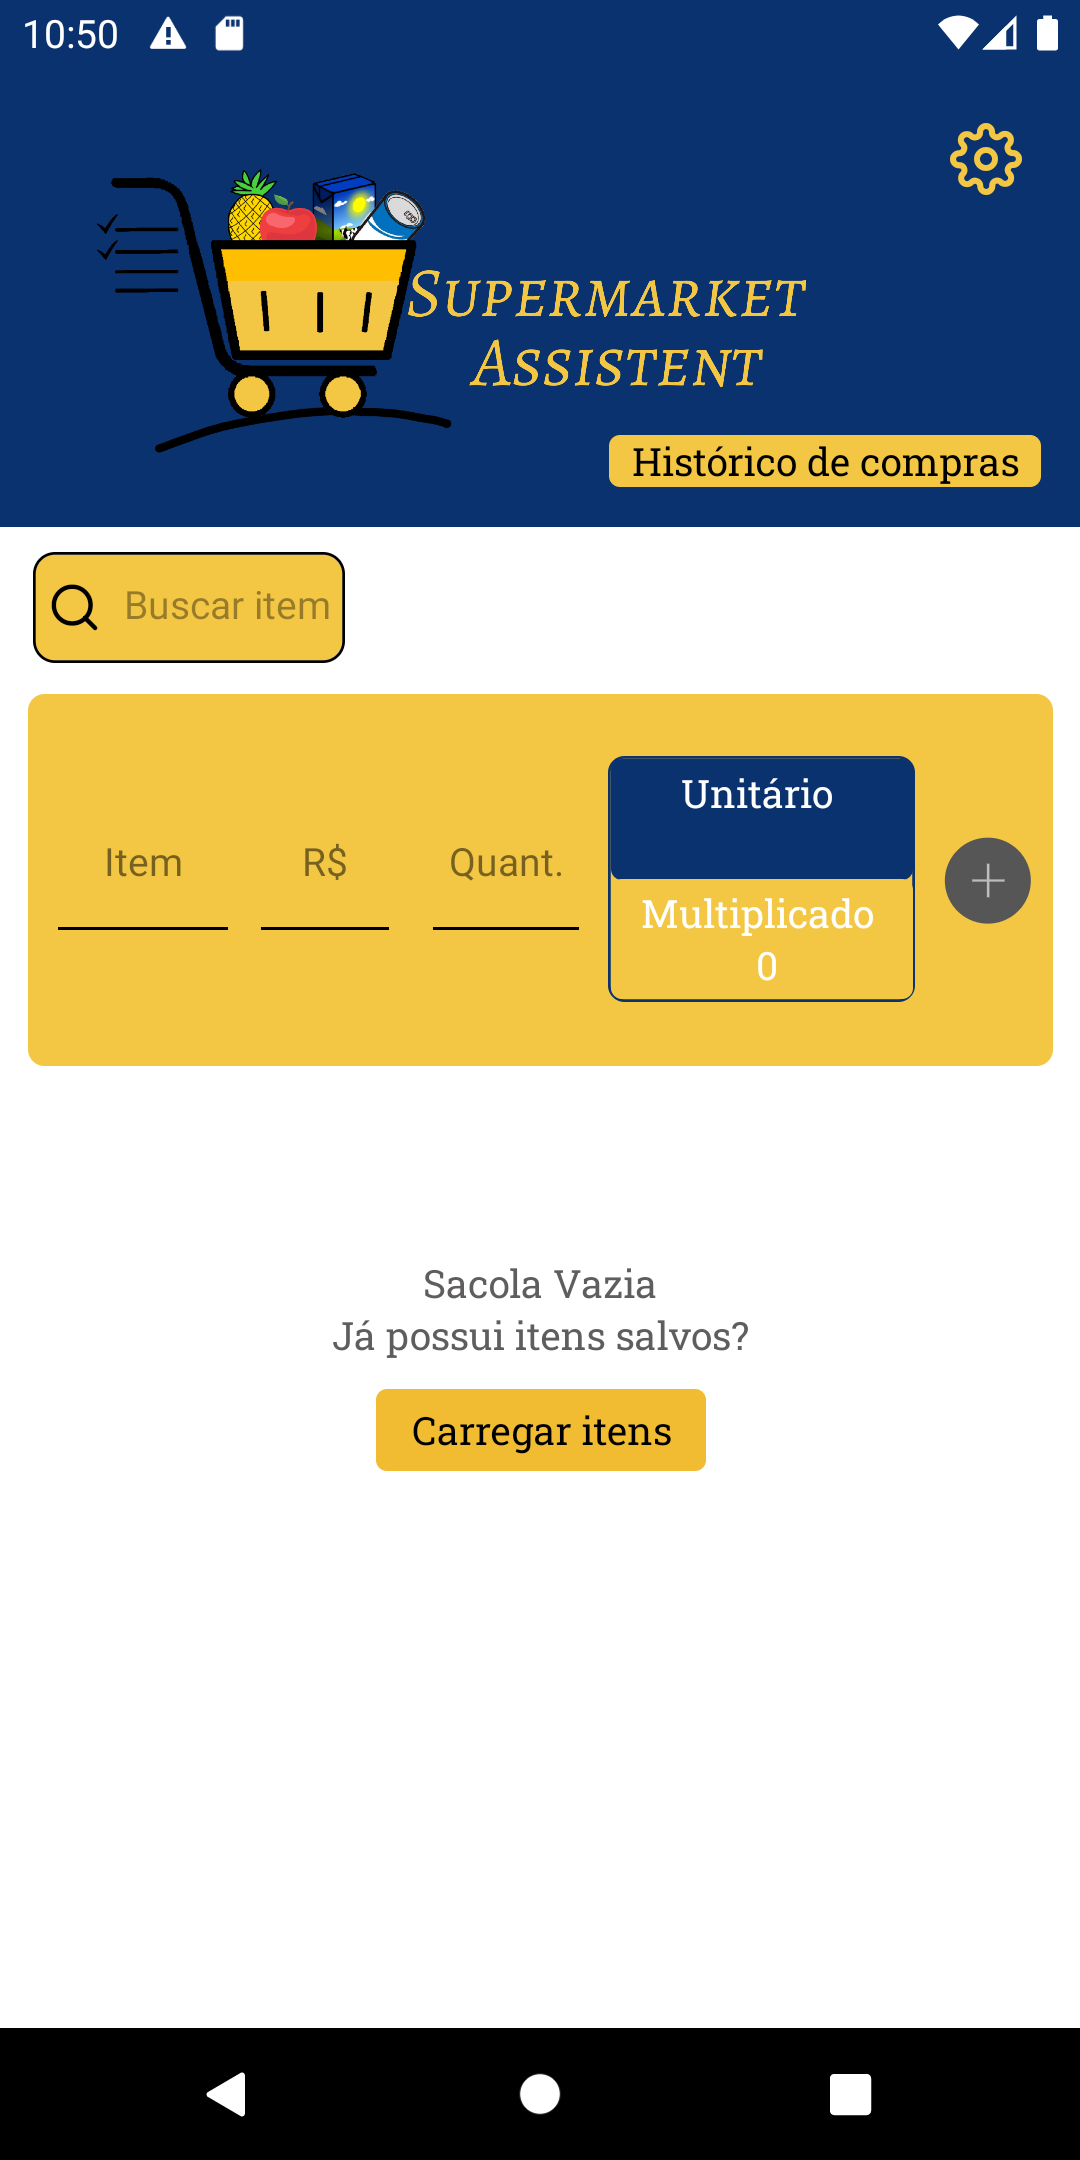 10:50
SUPERMARKET
ASSISTENT
Histórico de compras
Buscar item
Item
R$
Quant.
Unitário
Multiplicado
0
Sacola Vazia
Já possui itens salvos?
Carregar itens